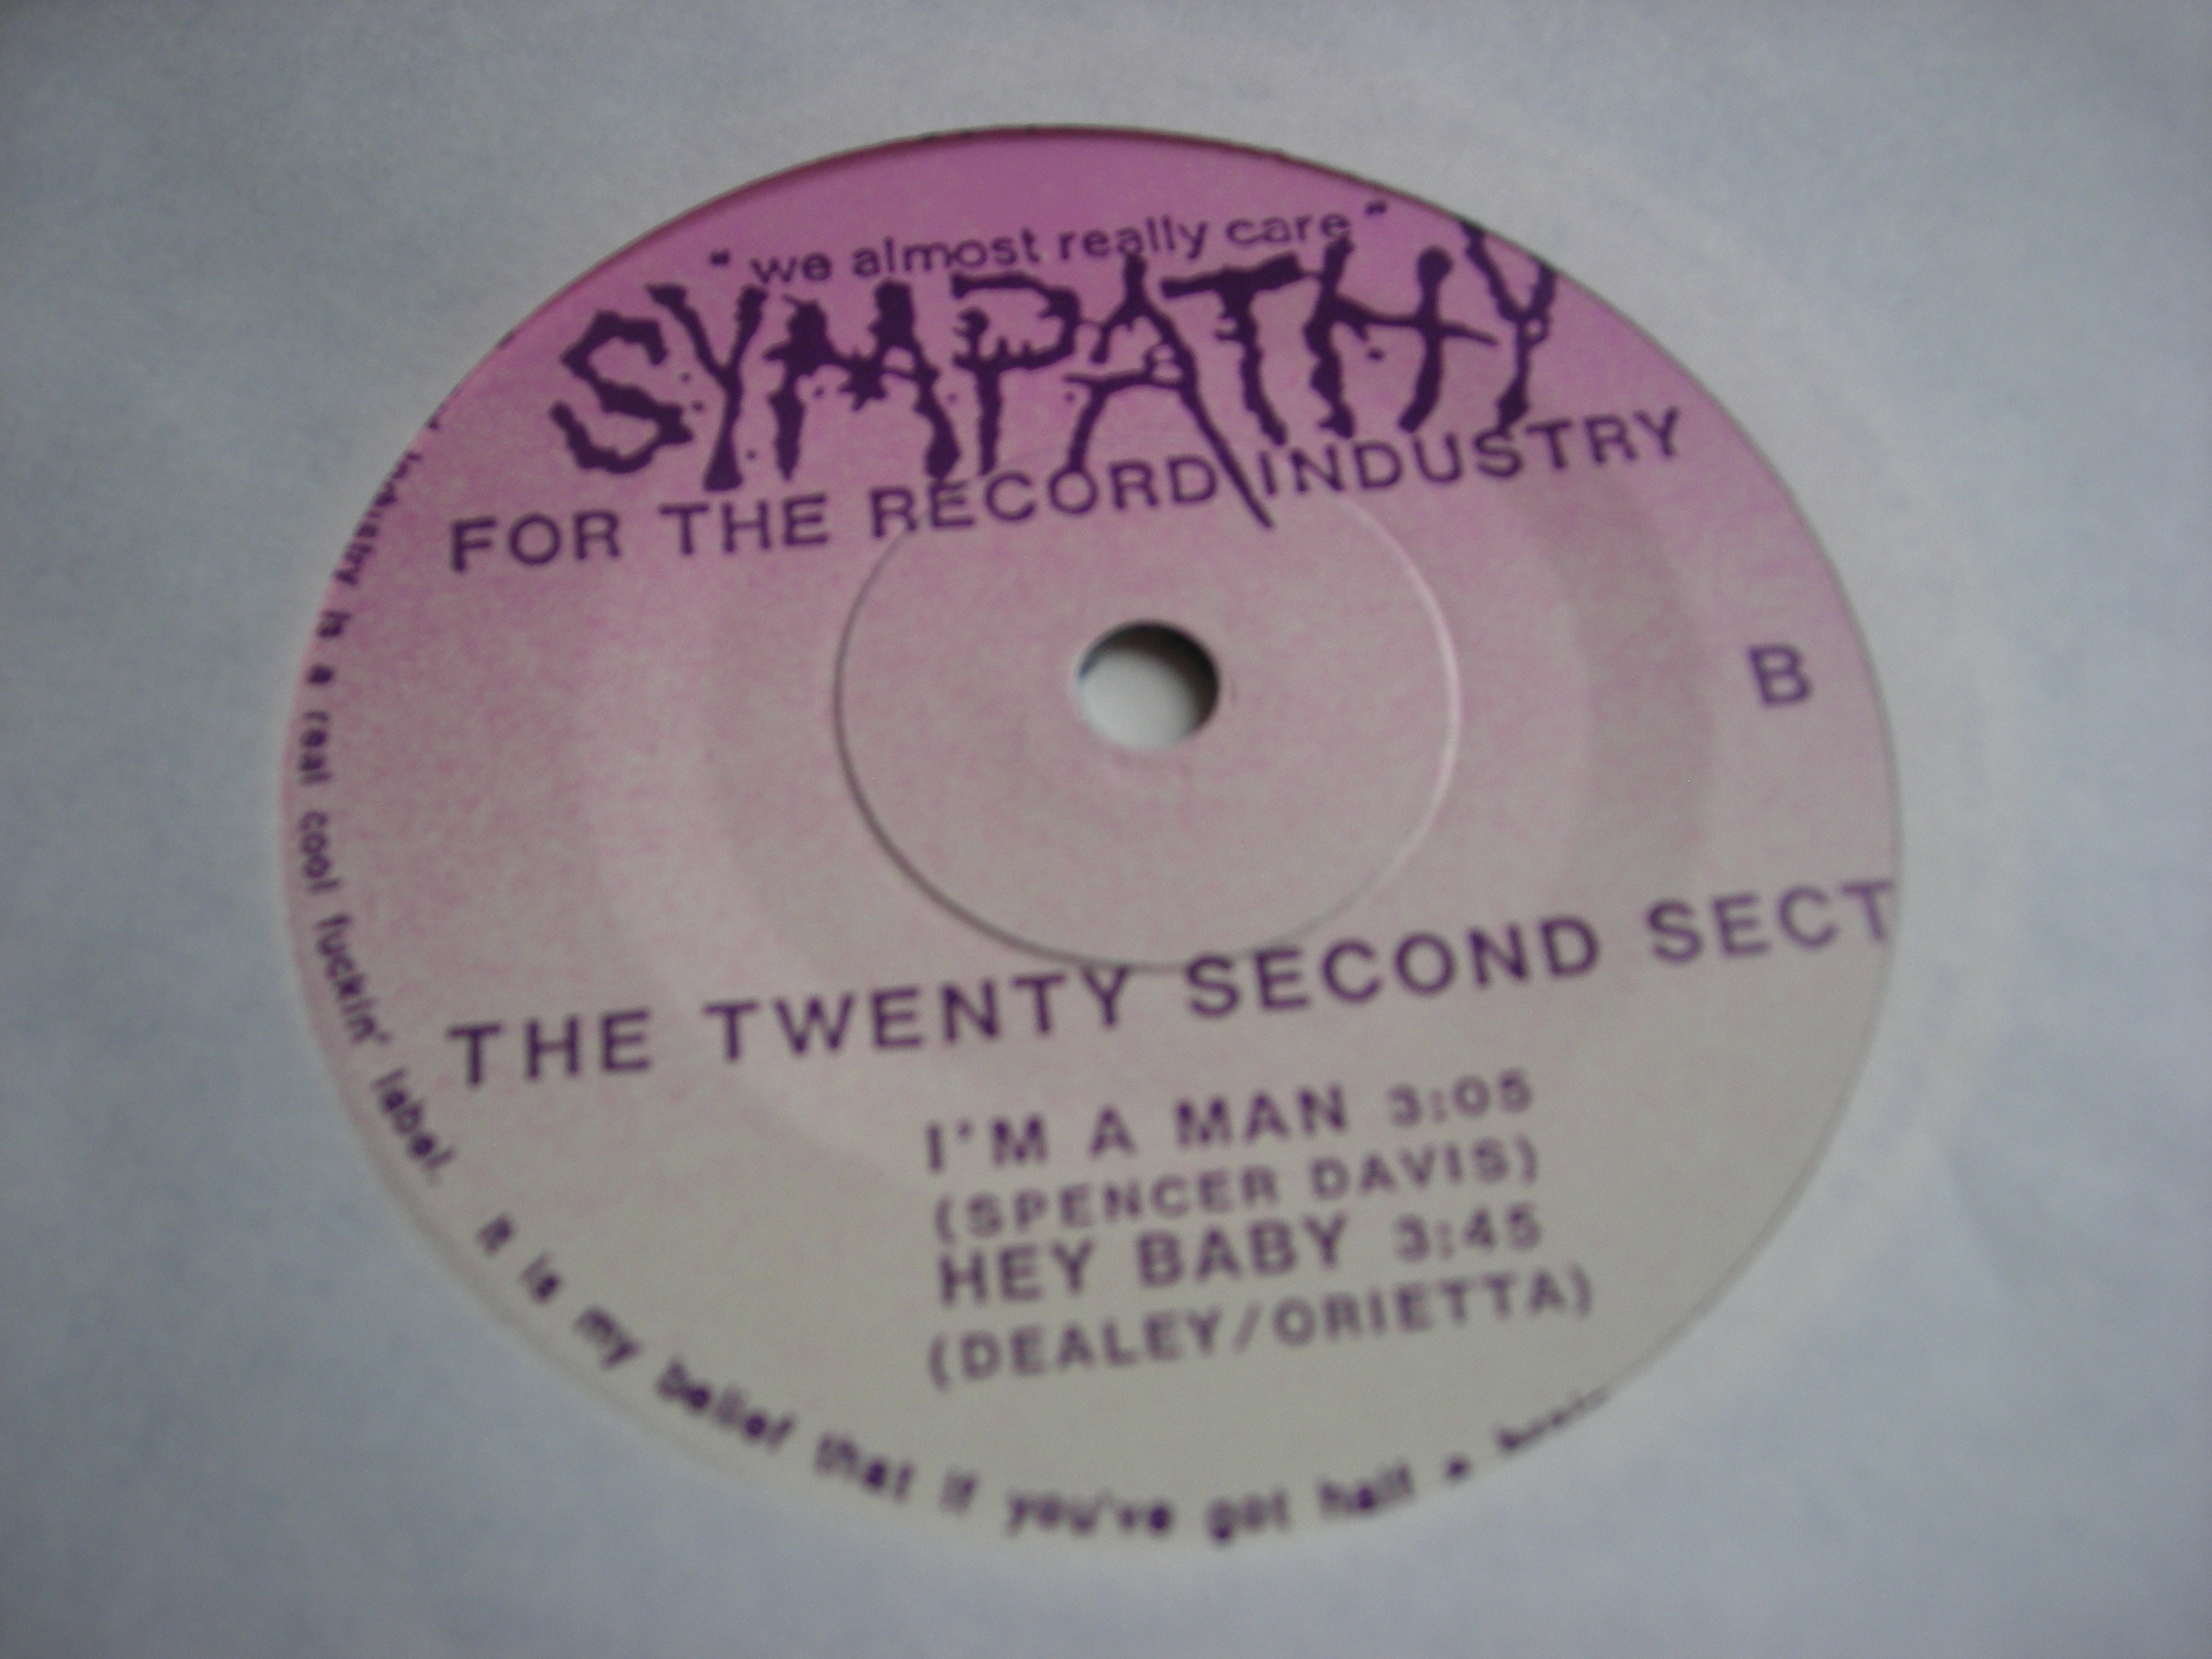 " we almost really care "
SYMPATHY
FOR THE RECORD INDUSTRY
B
THE TWENTY SECOND SECT
I'M A MAN 3:05
(SPENCER DAVIS)
HEY BABY 3:45
(DEALEY/ORIETTA)
industry is a real cool fuckin' label. It is my belief that if you've got half a